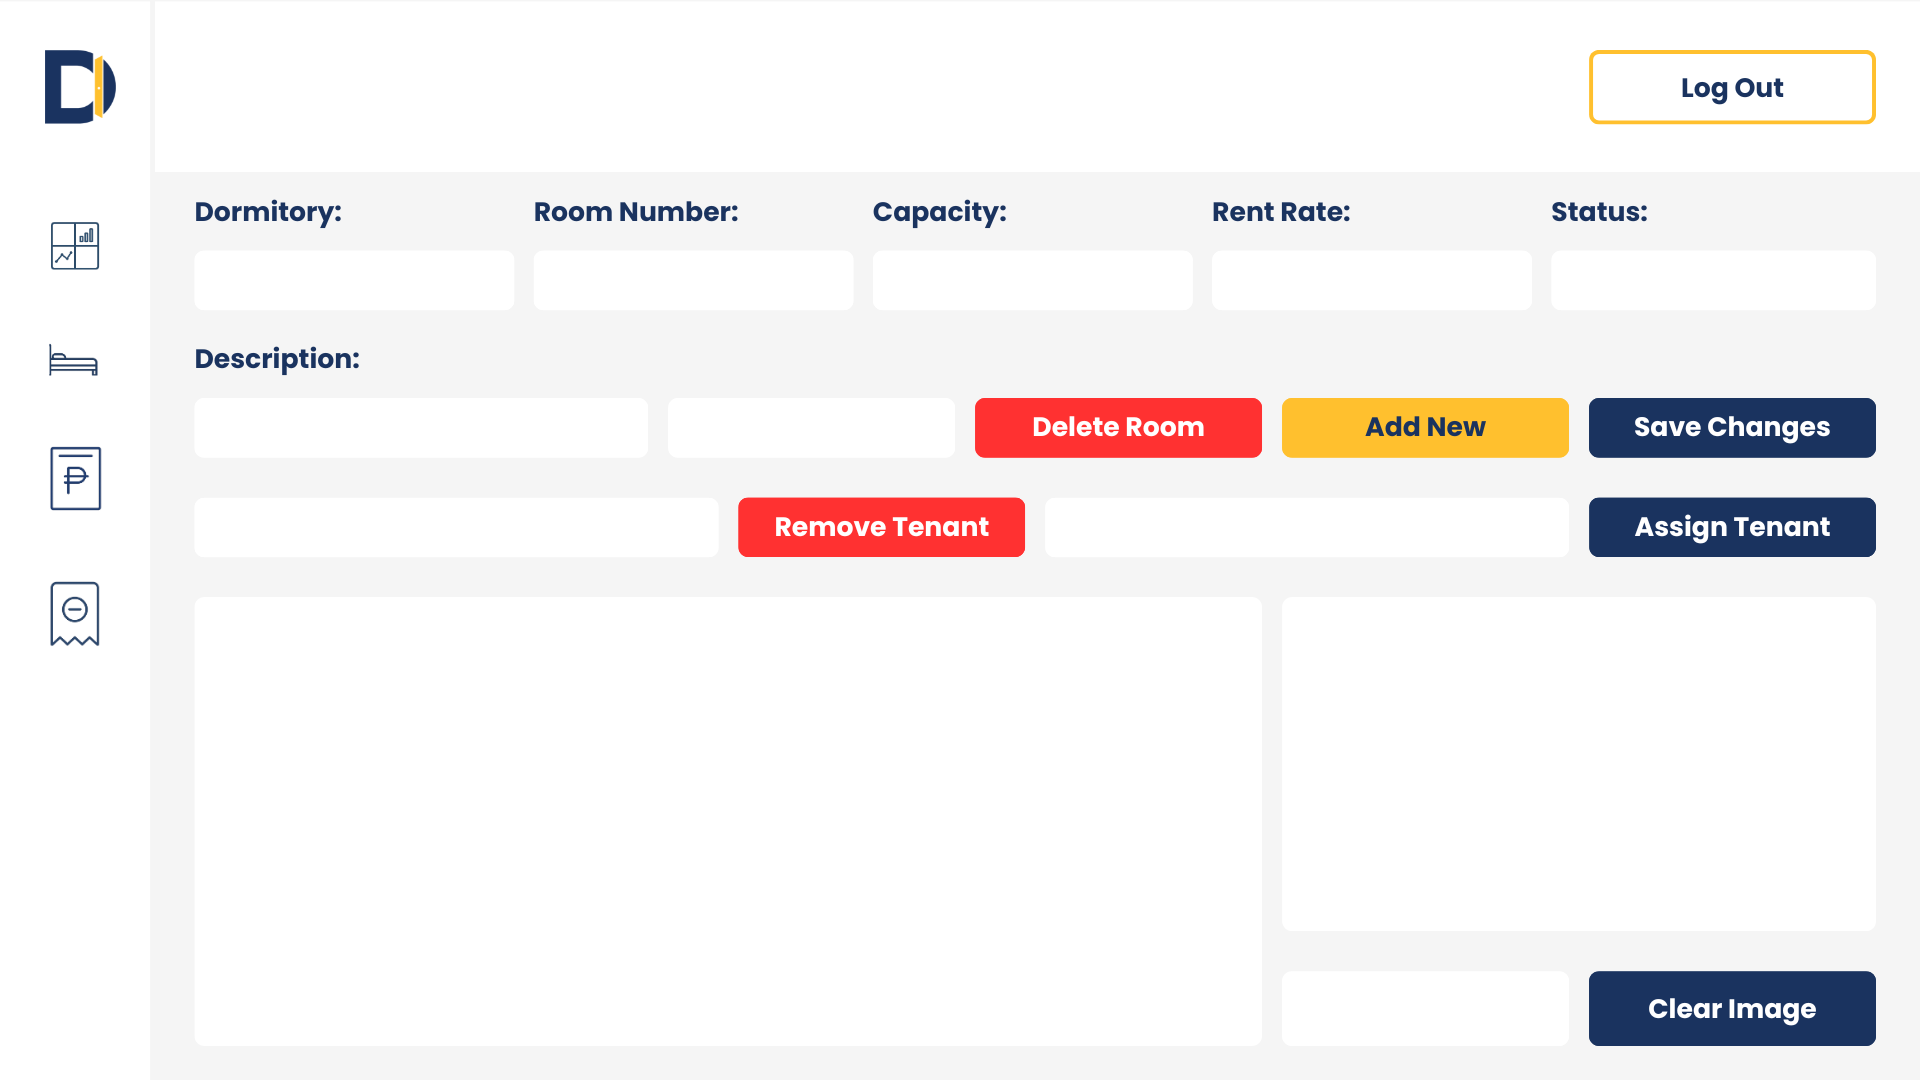 Log Out
Dormitory:
Room Number:
Capacity:
Rent Rate:
Status:
Description:
Delete Room
Add New
Save Changes
Remove Tenant
Assign Tenant
Clear Image